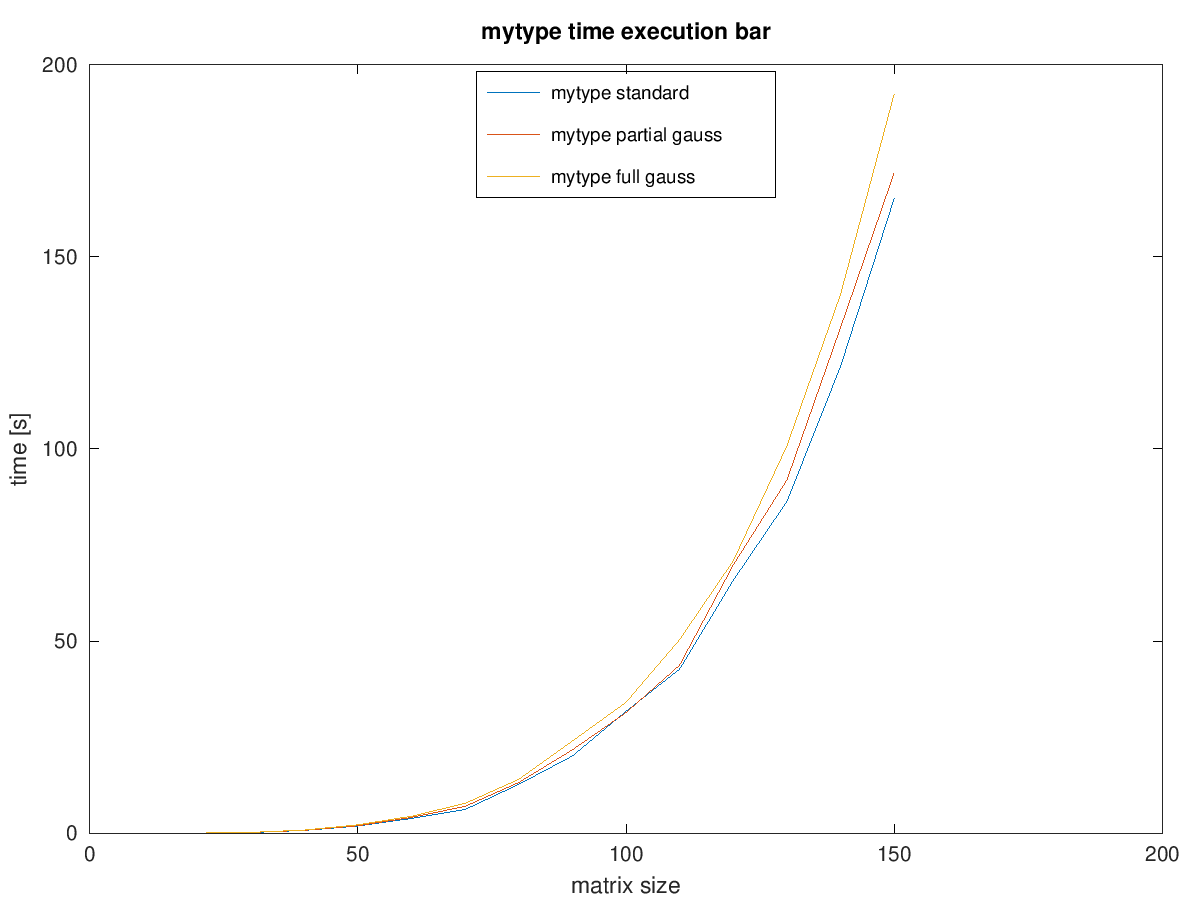 mytype time execution bar
200
mytype standard
mytype partial gauss
mytype full gauss
150
100
time [s]
50
0
0 50 100 150 200
matrix size